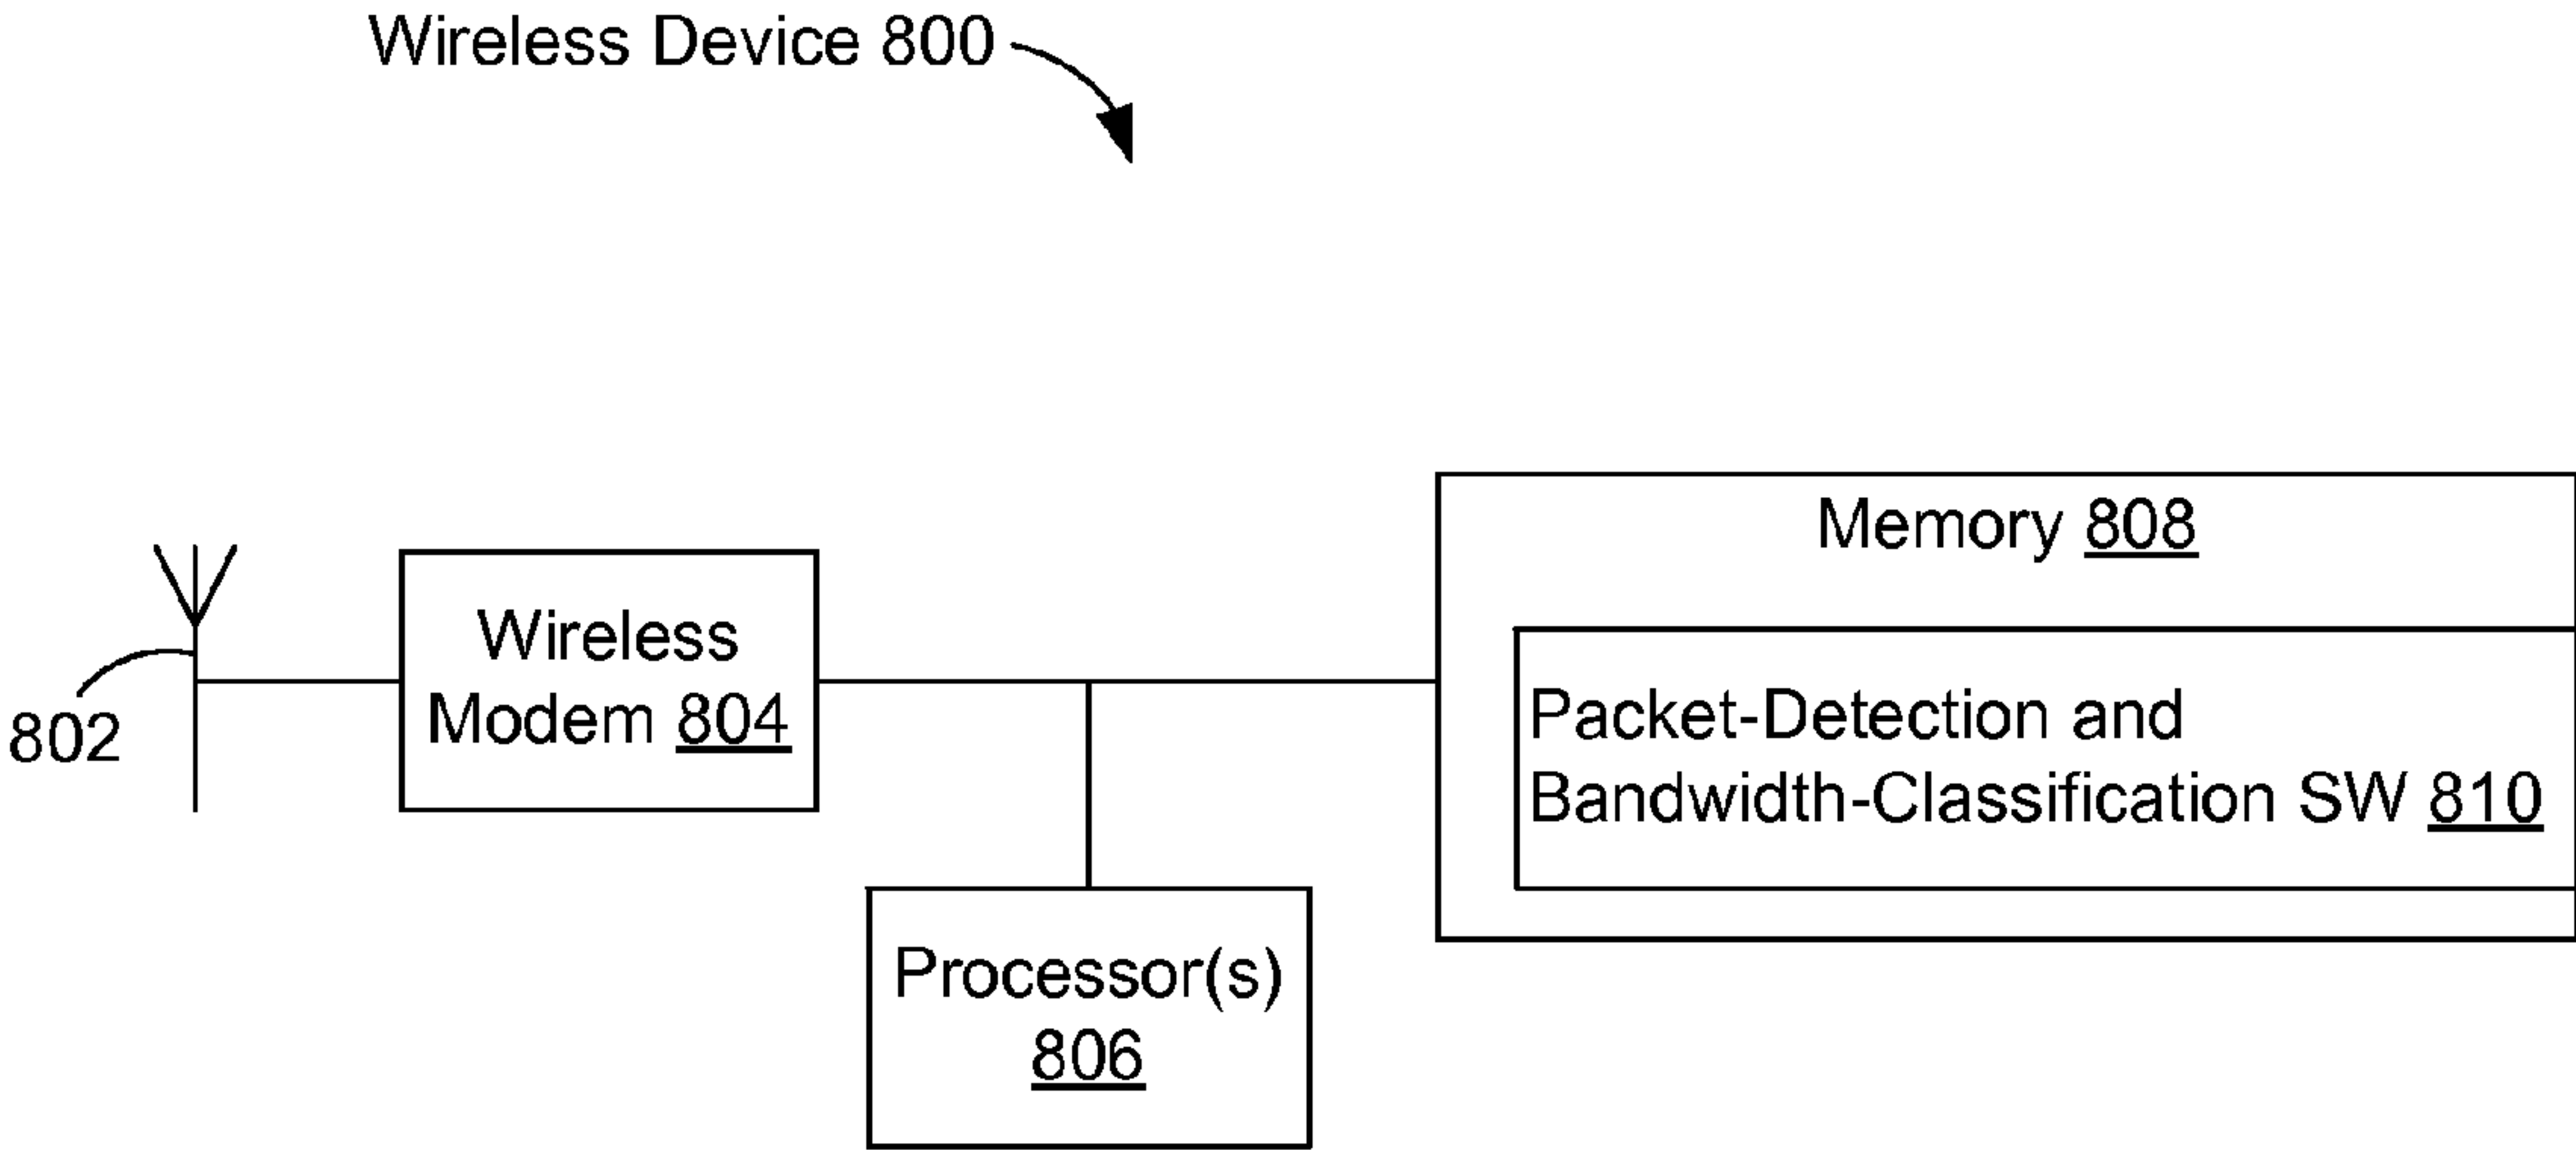 Wireless Device 800
Memory 808
Wireless
Modem 804
802
Packet-Detection and
Bandwidth-Classification SW 810
Processor(s)
806